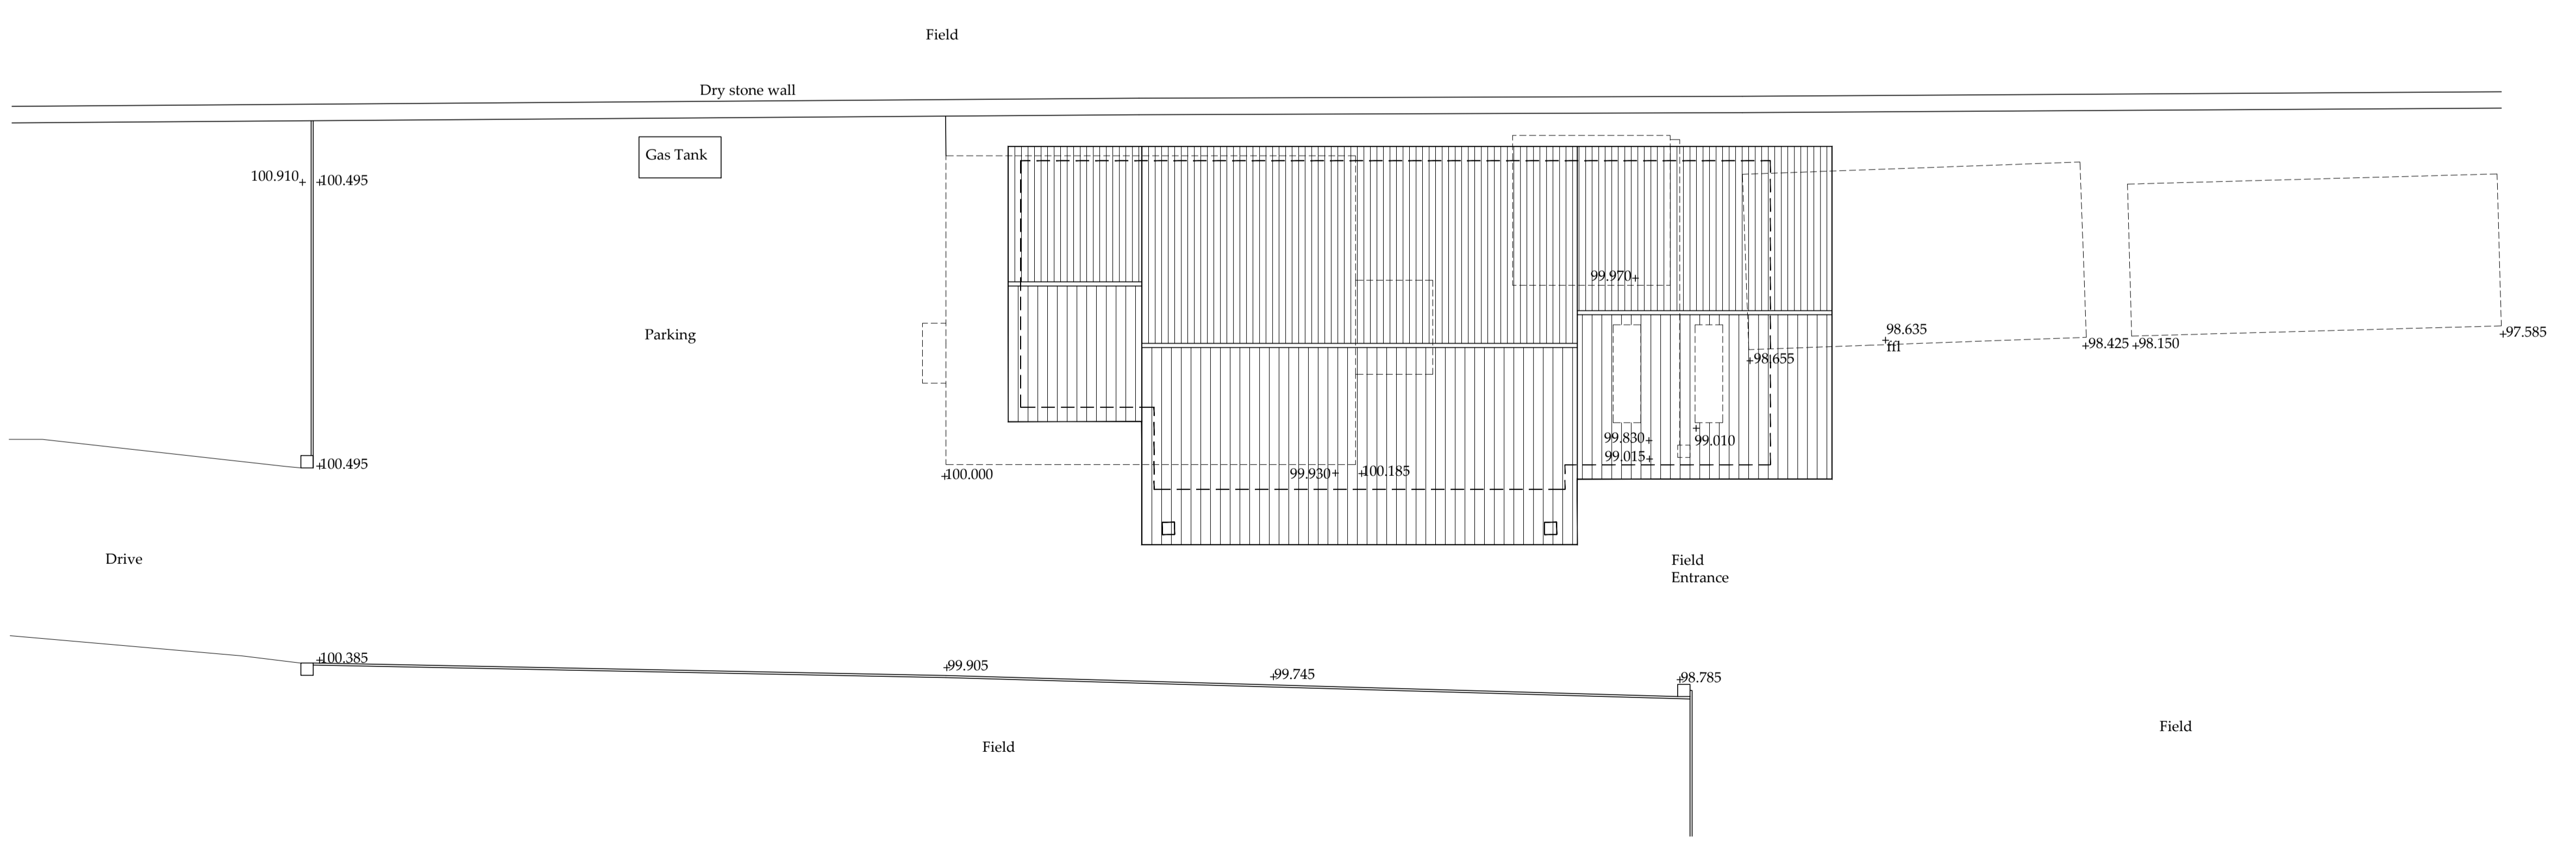 Field
Dry stone wall
Gas Tank
100.910
100.495
99.970
98.635
ffl
97.585
Parking
98.425
98.150
98.655
99.830
99.010
99.015
100.495
100.000
99.930
100.185
Drive
Field
Entrance
100.385
99.905
99.745
98.785
Field
Field